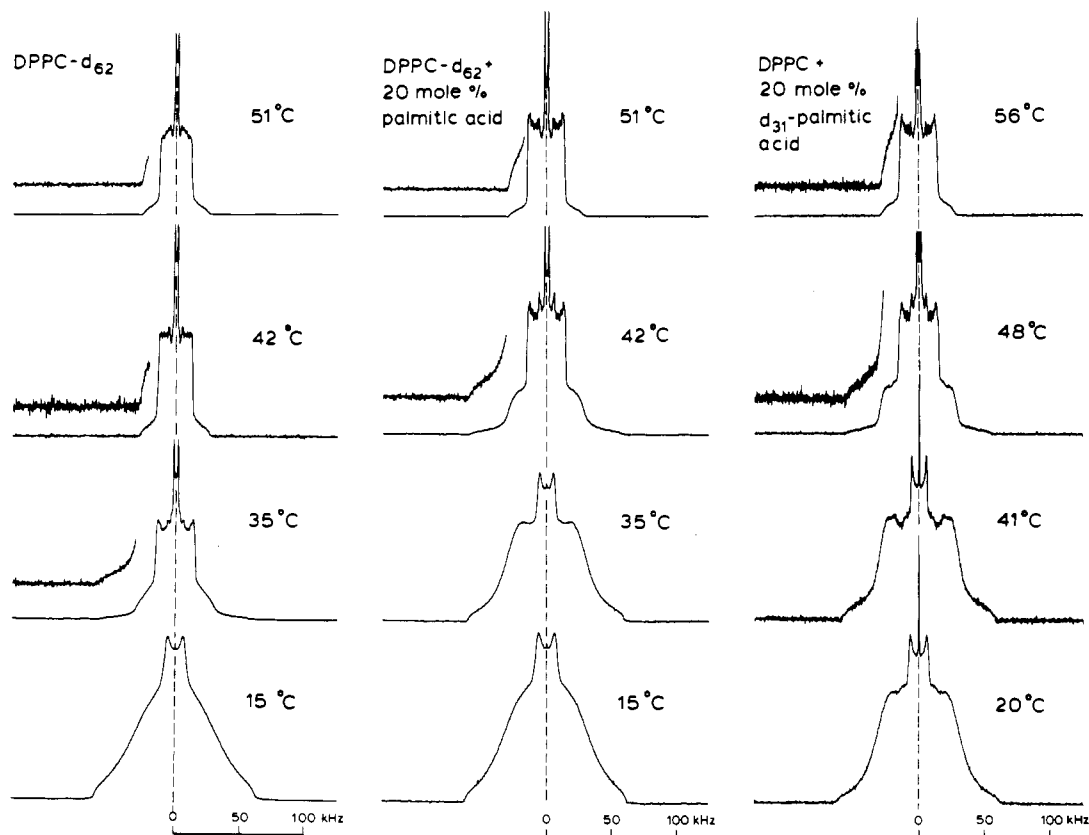 DPPC-d62
51°C
42°C
35°C
15°C
0 50 100 kHz
DPPC-d62+
20 mole %
palmitic acid
51°C
42°C
35°C
15°C
0 50 100 kHz
DPPC +
20 mole %
d31-palmitic
acid
56°C
48°C
41°C
20°C
0 50 100 kHz